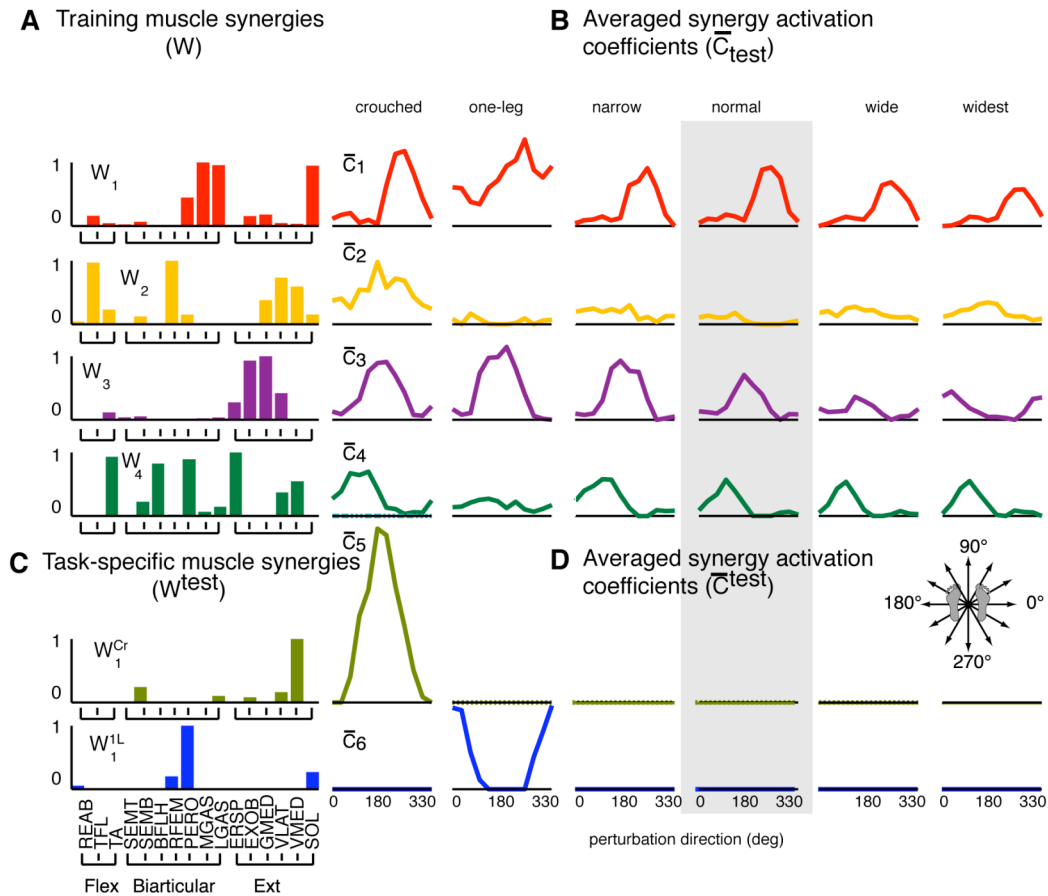 A Training muscle synergies
(W)
B Averaged synergy activation
coefficients (C̅test)
crouched one-leg narrow normal wide widest
1
0
W1
C̅1
1
0
W2
C̅2
1
0
W3
C̅3
1
0
W4
C̅4
C Task-specific muscle synergies
(Wtest)
C̅5
D Averaged synergy activation
coefficients (C̅test)
90°
180° 0°
270°
1
0
W1Cr
1
0
W11L
C̅6
0 180 330 0 180 330 0 180 330 0 180 330 0 180 330 0 180 330
perturbation direction (deg)
REAB
TFL
TA
SEMT
SEMB
BFLH
RFEM
PERO
MGAS
LGAS
ERSP
EXOB
GMED
VLAT
VMED
SOL
Flex Biarticular Ext